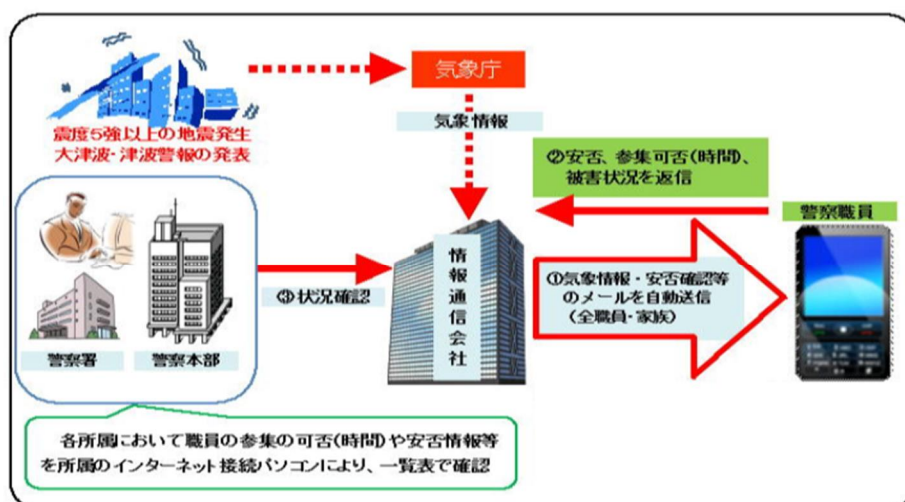 気象庁
気象情報
震度5強以上の地震発生
大津波・津波警報の発表
②安否、参集可否(時間)、
被害状況を返信
警察職員
情報通信会社
①気象情報・安否確認等
のメールを自動送信
(全職員・家族)
③状況確認
警察署
警察本部
各所属において職員の参集の可否(時間)や安否情報等
を所属のインターネット接続パソコンにより、一覧表で確認